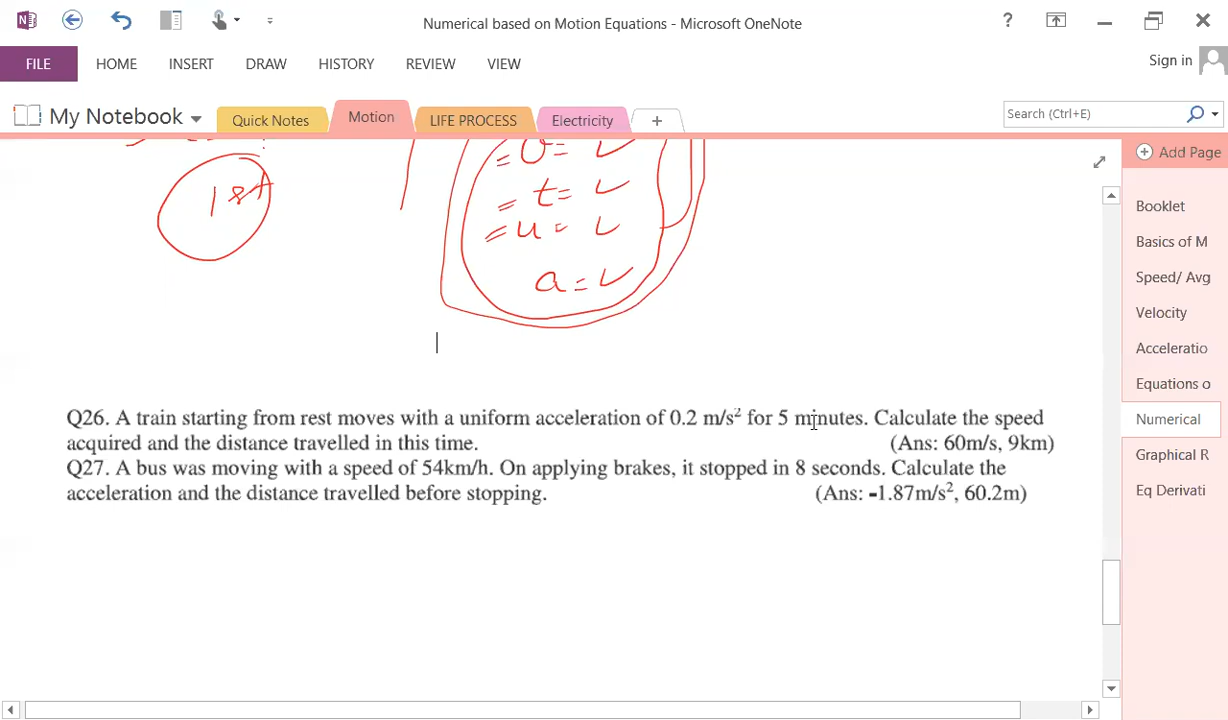 Numerical based on Motion Equations - Microsoft OneNote
?
FILE
HOME
INSERT
DRAW
HISTORY
REVIEW
VIEW
Sign in
My Notebook
Quick Notes
Motion
LIFE PROCESS
Electricity
+
Search (Ctrl+E)
Add Page
Booklet
Basics of M
Speed/ Avg
Velocity
Acceleratio
Equations o
Numerical
Graphical R
Eq Derivati
1st
= v = ✓
= t = ✓
= u = ✓
a = ✓
Q26. A train starting from rest moves with a uniform acceleration of 0.2 m/s² for 5 minutes. Calculate the speed
acquired and the distance travelled in this time. (Ans: 60m/s, 9km)
Q27. A bus was moving with a speed of 54km/h. On applying brakes, it stopped in 8 seconds. Calculate the
acceleration and the distance travelled before stopping. (Ans: -1.87m/s², 60.2m)